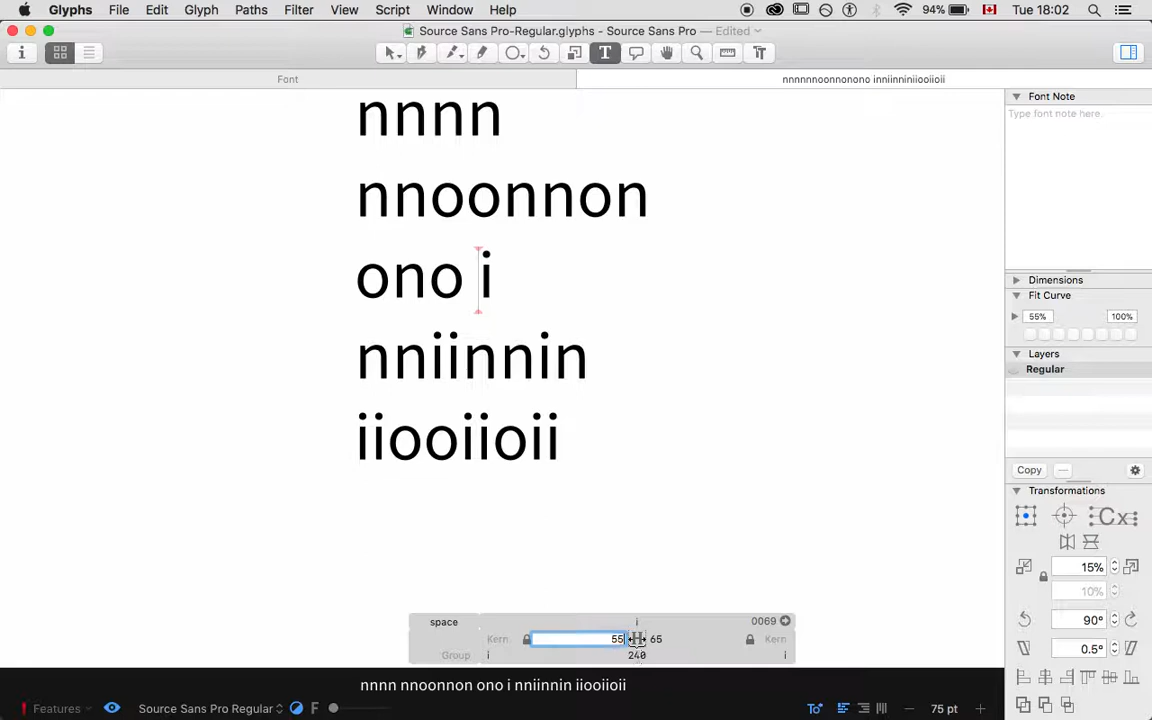 Glyphs File Edit Glyph Paths Filter View Script Window Help 94% Tue 18:02
Source Sans Pro-Regular.glyphs - Source Sans Pro — Edited
Font nnnnnnoonnonono inniinniniiooiioii
Font Note
Type font note here.
nnnn
nnoonnon
ono i
nniinnin
iiooiioii
Dimensions
Fit Curve
55% 100%
Layers
Regular
Copy
Transformations
Cx
15%
10%
90°
0.5°
space i 0069
Kern 55 65 Kern
Group i 240 i
nnnn nnoonnon ono i nniinnin iiooiioii
Features Source Sans Pro Regular F 75 pt